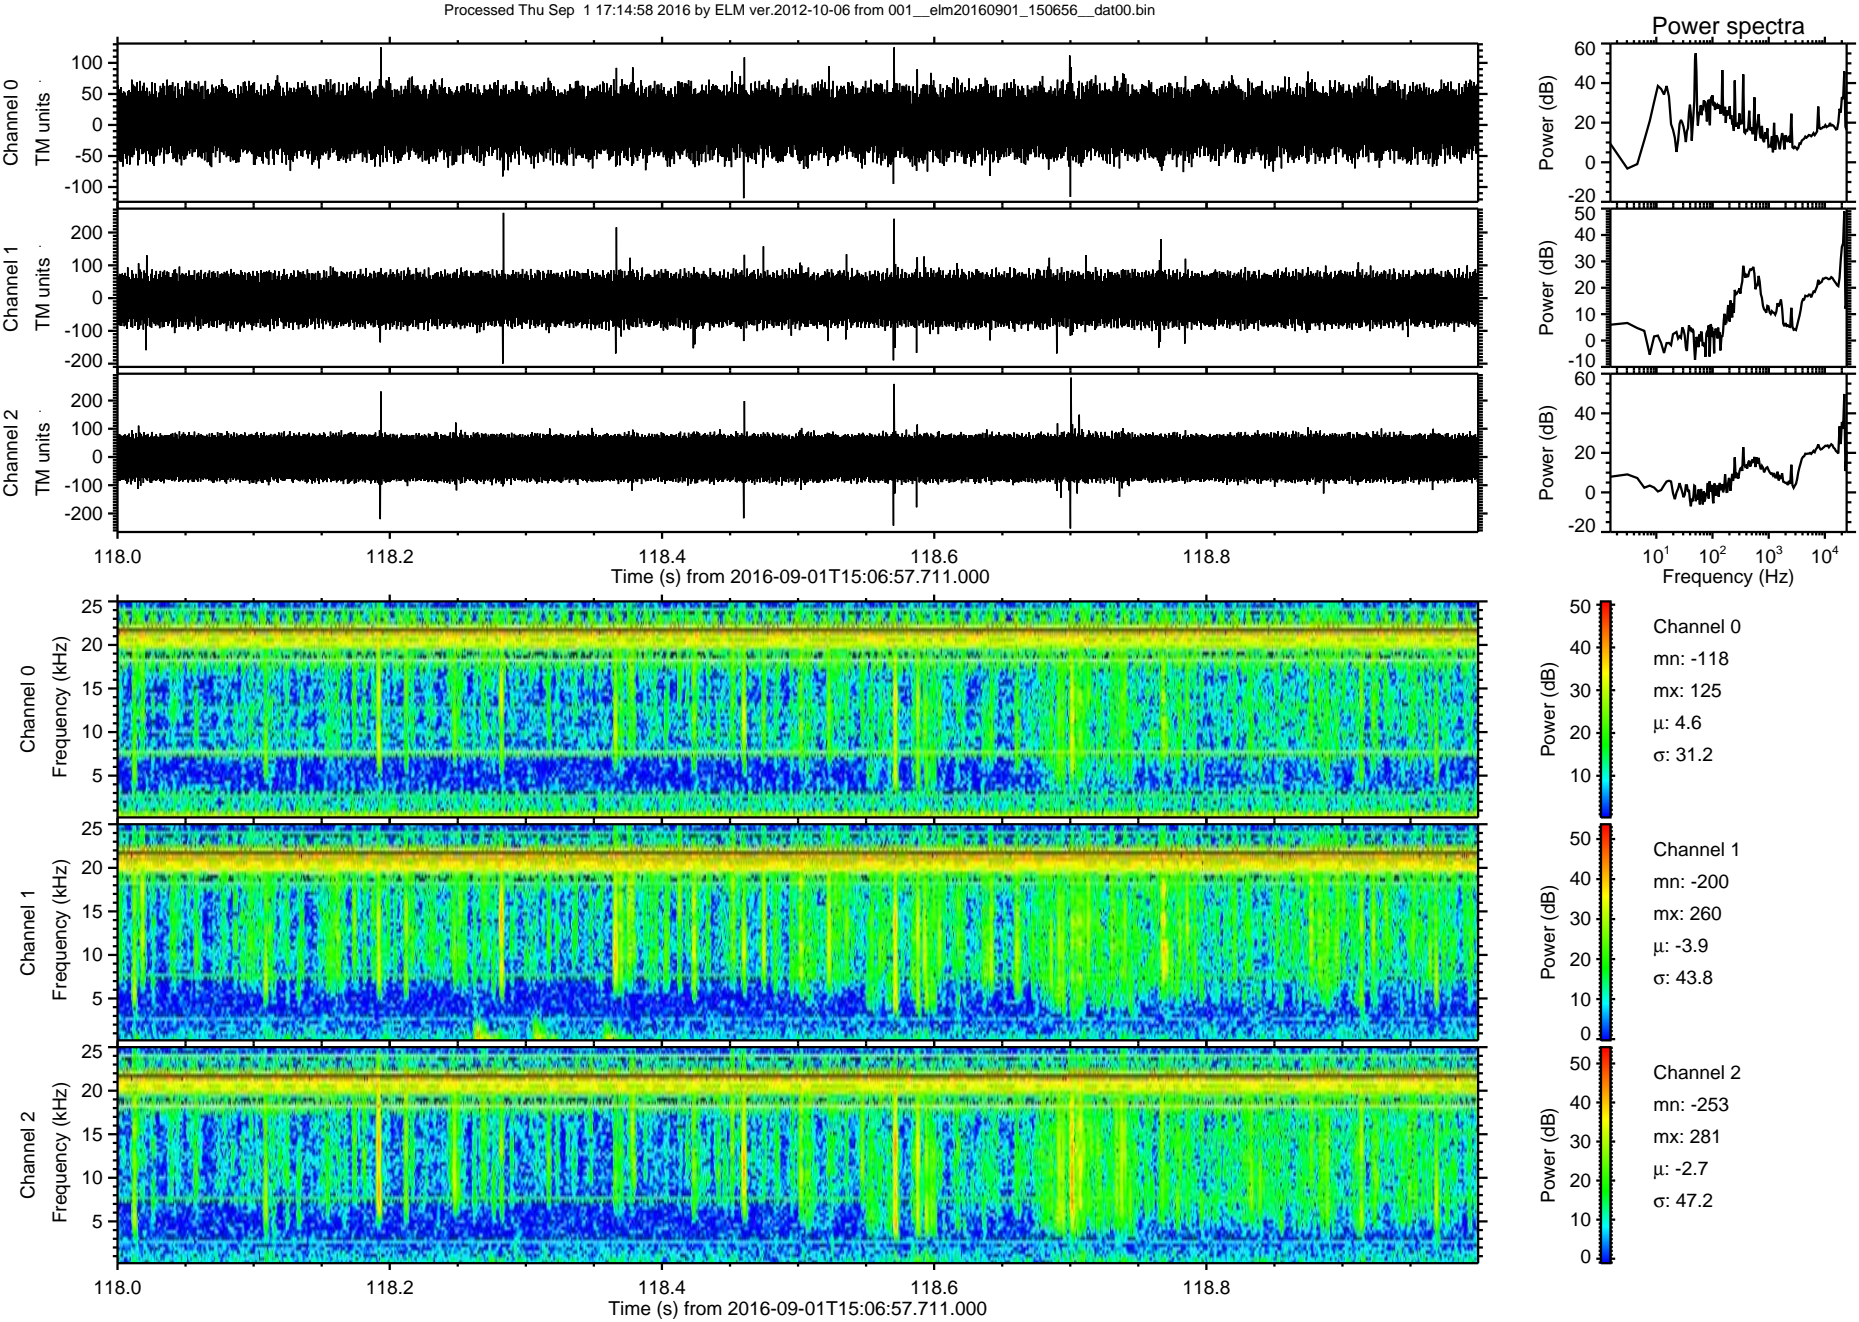 Processed Thu Sep  1 17:14:58 2016 by ELM ver.2012-10-06 from 001__elm20160901_150656__dat00.bin
Power spectra
Channel 0
TM units
100
50
0
-50
-100
Power (dB)
60
40
20
0
-20
Channel 1
TM units
200
100
0
-100
-200
Power (dB)
50
40
30
20
10
0
-10
Channel 2
TM units
200
100
0
-100
-200
Power (dB)
60
40
20
0
-20
118.0 118.2 118.4 118.6 118.8
Time (s) from 2016-09-01T15:06:57.711.000
10^1 10^2 10^3 10^4
Frequency (Hz)
Channel 0
Frequency (kHz)
25
20
15
10
5
Power (dB)
50
40
30
20
10
Channel 0
mn: -118
mx: 125
μ: 4.6
σ: 31.2
Channel 1
Frequency (kHz)
25
20
15
10
5
Power (dB)
50
40
30
20
10
0
Channel 1
mn: -200
mx: 260
μ: -3.9
σ: 43.8
Channel 2
Frequency (kHz)
25
20
15
10
5
Power (dB)
50
40
30
20
10
0
Channel 2
mn: -253
mx: 281
μ: -2.7
σ: 47.2
118.0 118.2 118.4 118.6 118.8
Time (s) from 2016-09-01T15:06:57.711.000